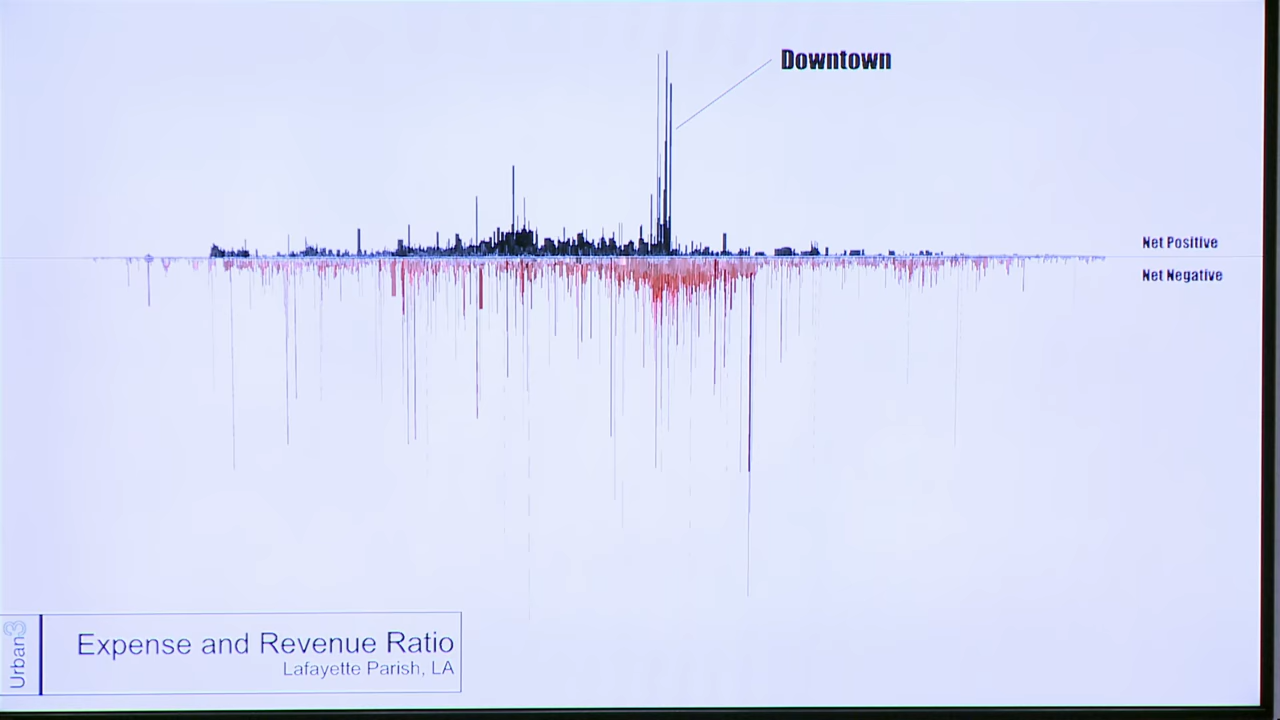 Downtown
Net Positive
Net Negative
Urban3
Expense and Revenue Ratio
Lafayette Parish, LA